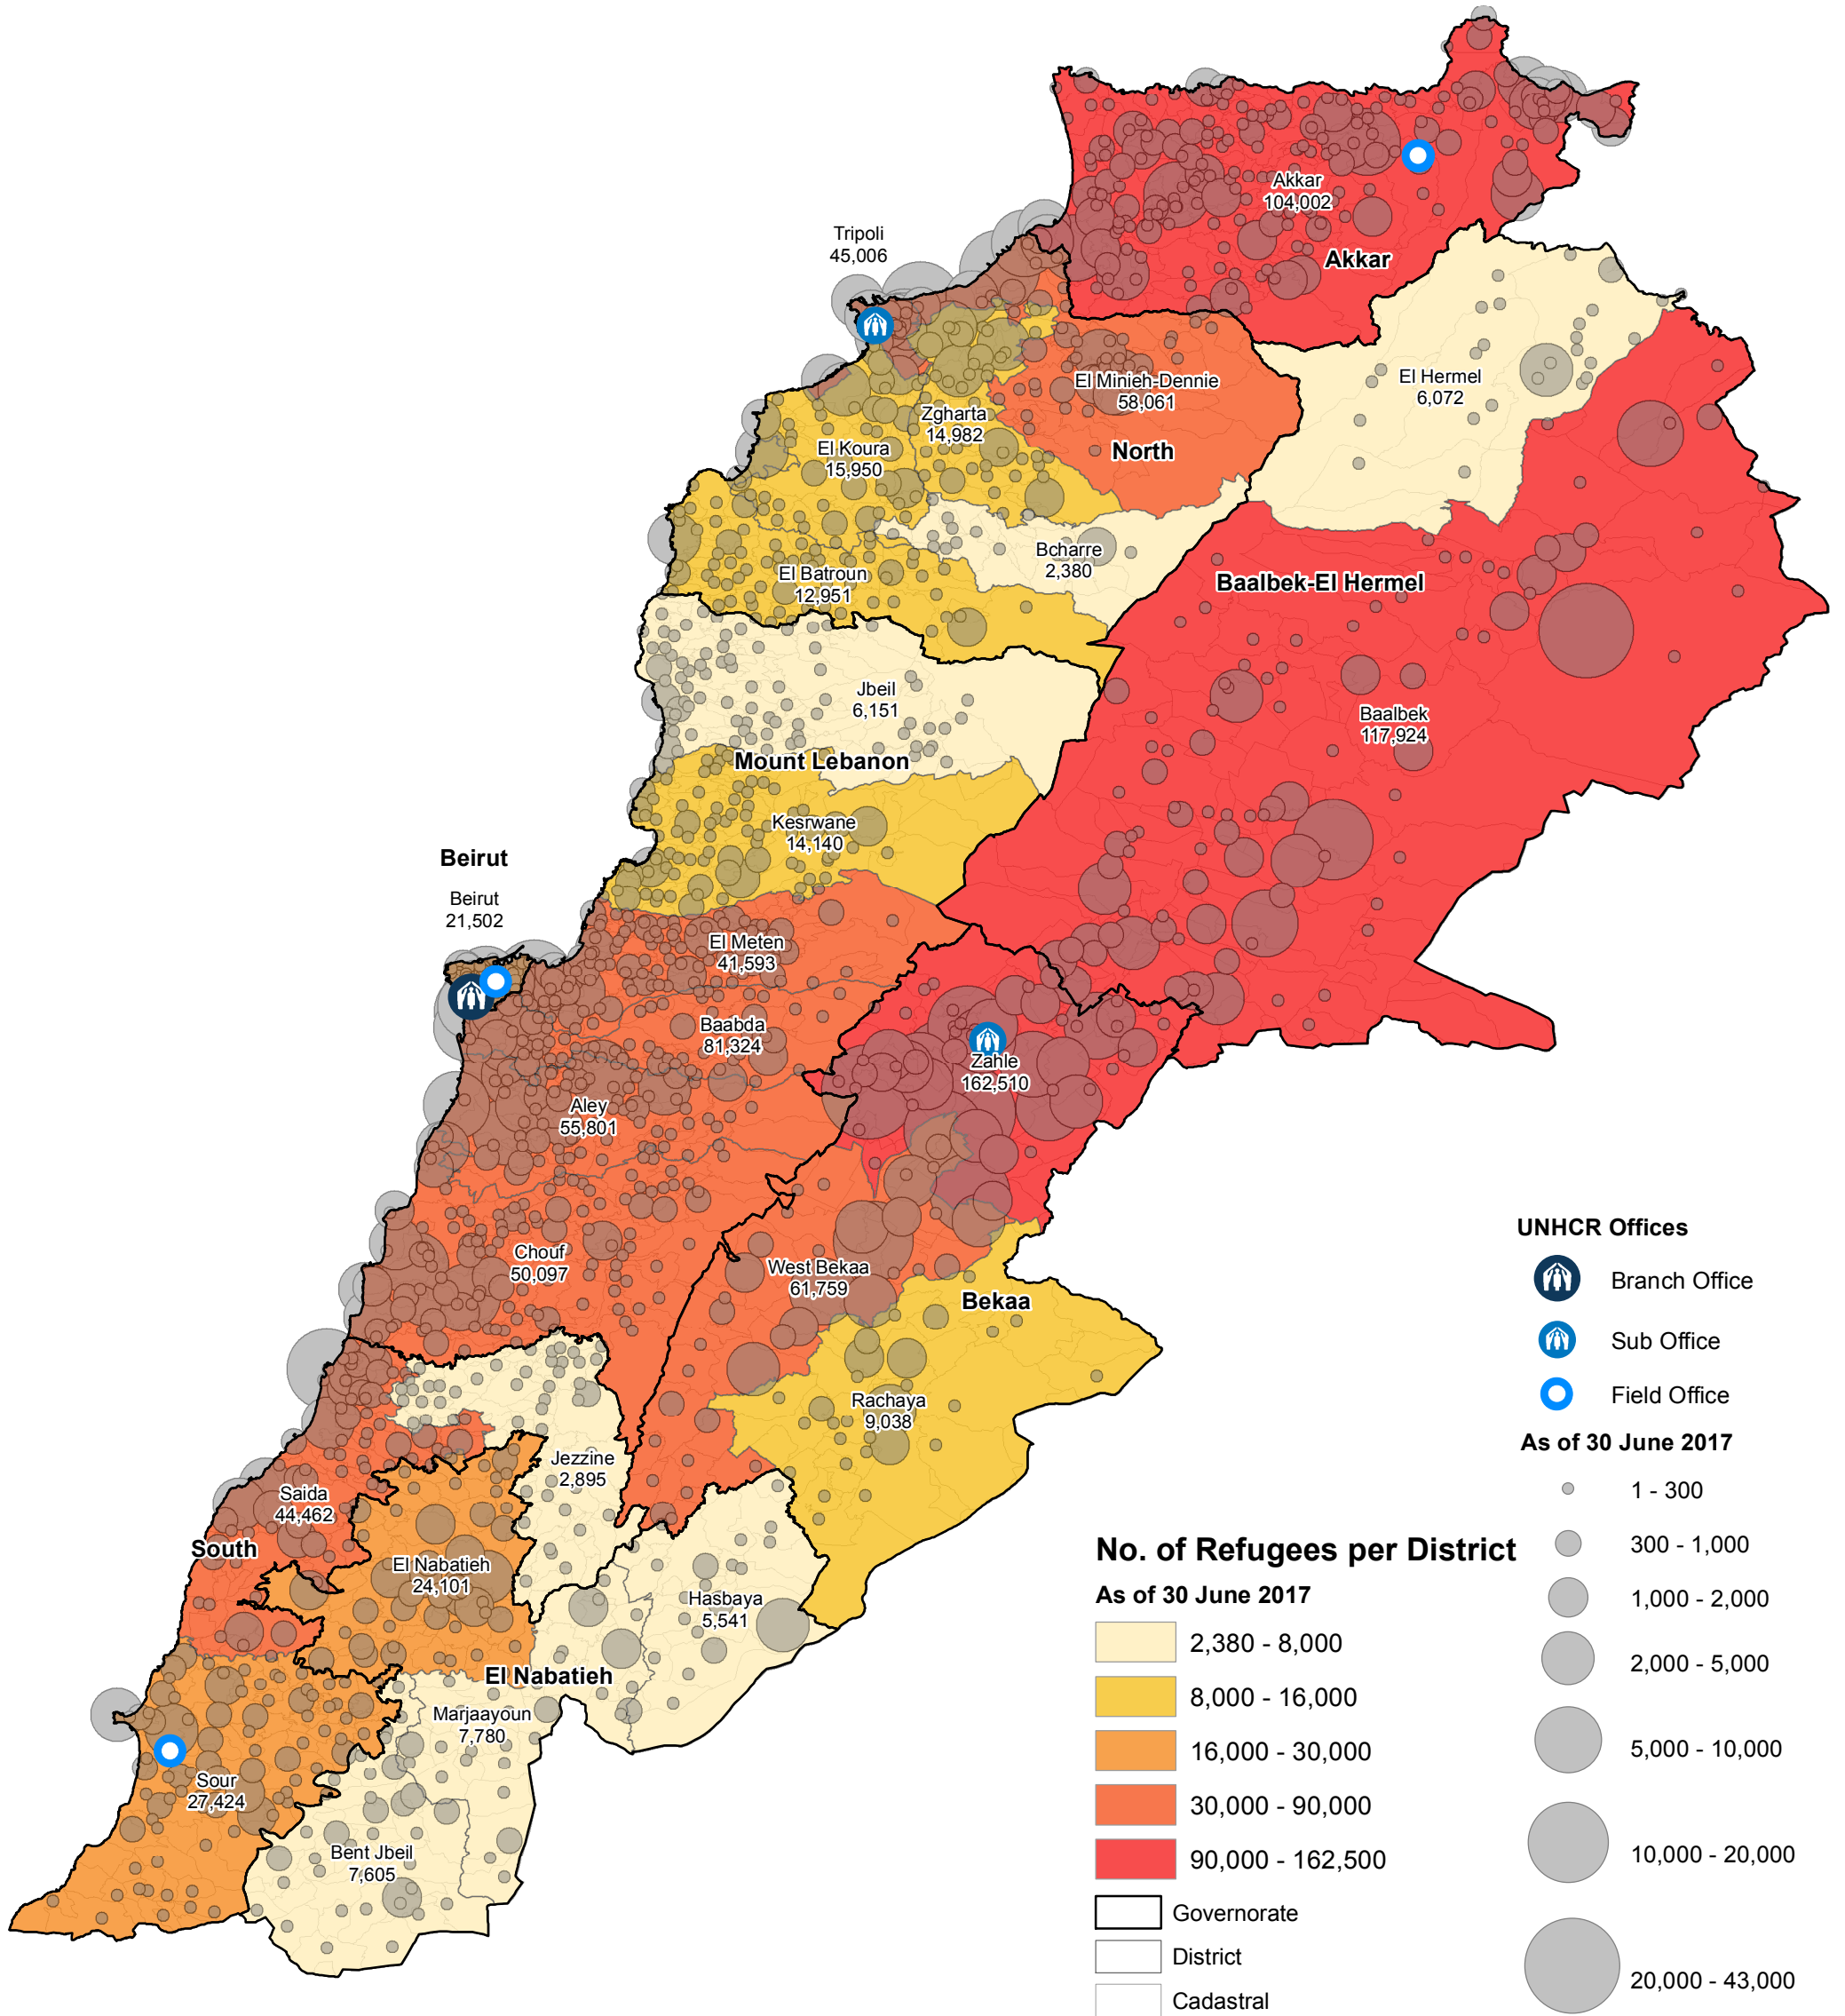 Akkar
104,002
Akkar
Tripoli
45,006
El Hermel
6,072
El Minieh-Dennie
58,061
Zgharta
14,982
North
El Koura
15,950
Bcharre
2,380
Baalbek-El Hermel
El Batroun
12,951
Jbeil
6,151
Baalbek
117,924
Mount Lebanon
Kesrwane
14,140
Beirut
Beirut
21,502
El Meten
41,593
Baabda
81,324
Zahle
162,510
Aley
55,801
Chouf
50,097
West Bekaa
61,759
Bekaa
Rachaya
9,038
Jezzine
2,895
Saida
44,462
South
El Nabatieh
24,101
Hasbaya
5,541
El Nabatieh
Marjaayoun
7,780
Sour
27,424
Bent Jbeil
7,605
UNHCR Offices
Branch Office
Sub Office
Field Office
As of 30 June 2017
1 - 300
300 - 1,000
1,000 - 2,000
2,000 - 5,000
5,000 - 10,000
10,000 - 20,000
20,000 - 43,000
No. of Refugees per District
As of 30 June 2017
2,380 - 8,000
8,000 - 16,000
16,000 - 30,000
30,000 - 90,000
90,000 - 162,500
Governorate
District
Cadastral